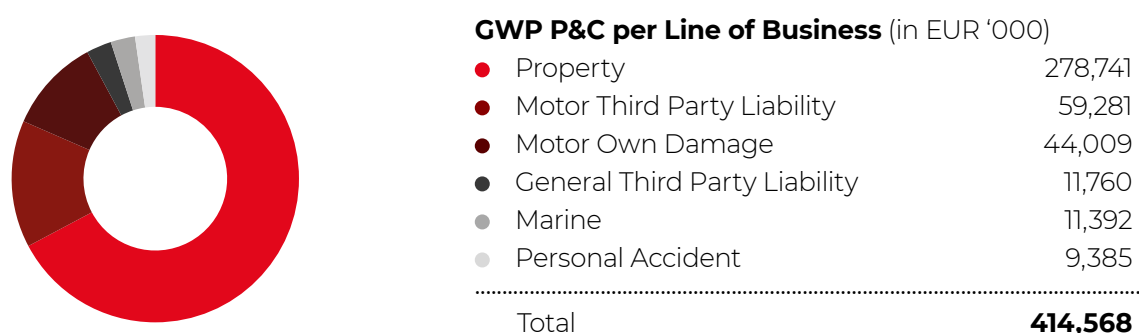 GWP P&C per Line of Business (in EUR ‘000)
Property 278,741
Motor Third Party Liability 59,281
Motor Own Damage 44,009
General Third Party Liability 11,760
Marine 11,392
Personal Accident 9,385
Total 414,568